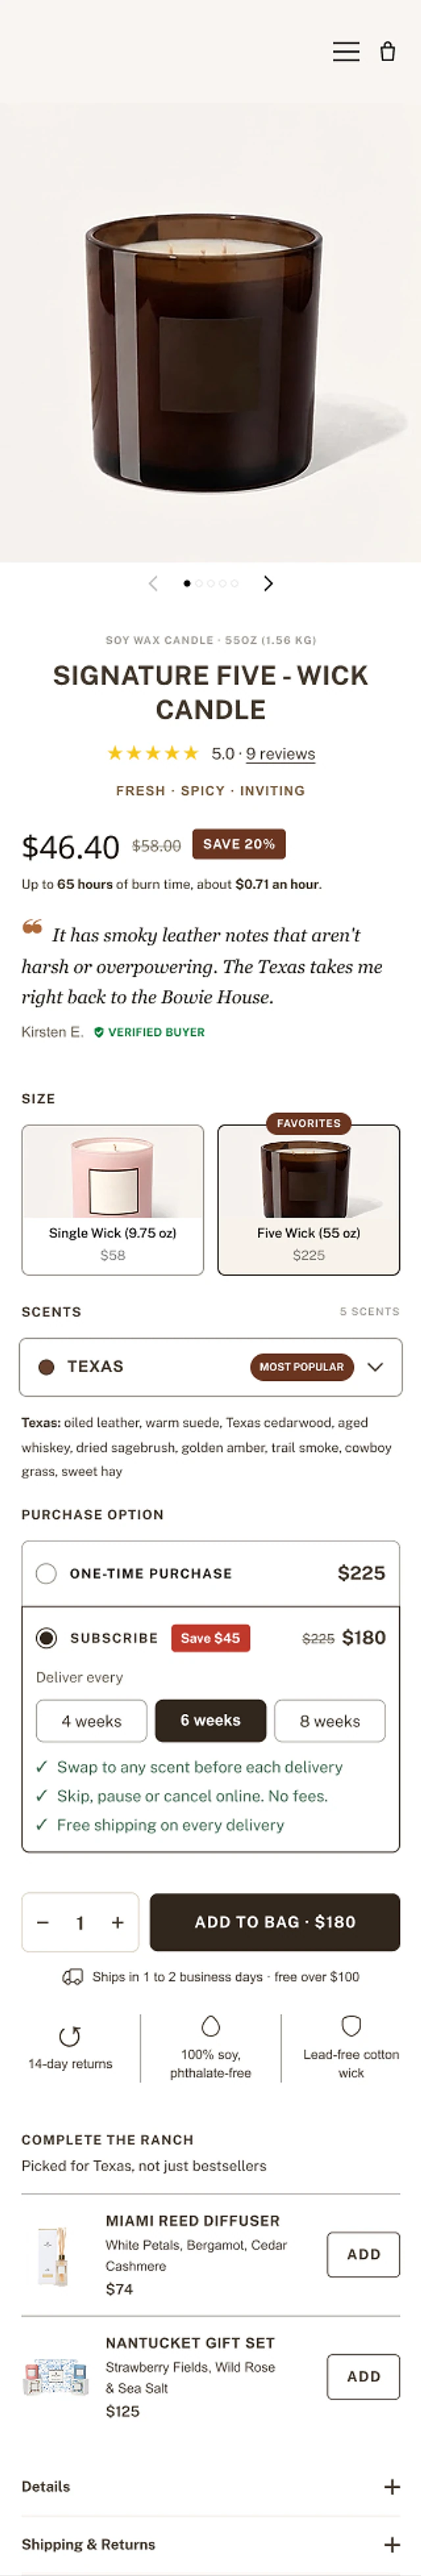 SOY WAX CANDLE · 55OZ (1.56 KG)
SIGNATURE FIVE - WICK
CANDLE
★★★★★ 5.0 · 9 reviews
FRESH · SPICY · INVITING
$46.40 $58.00 SAVE 20%
Up to 65 hours of burn time, about $0.71 an hour.
❝ It has smoky leather notes that aren't
harsh or overpowering. The Texas takes me
right back to the Bowie House.
Kirsten E. VERIFIED BUYER
SIZE
FAVORITES
Single Wick (9.75 oz)
$58
Five Wick (55 oz)
$225
SCENTS 5 SCENTS
TEXAS MOST POPULAR
Texas: oiled leather, warm suede, Texas cedarwood, aged
whiskey, dried sagebrush, golden amber, trail smoke, cowboy
grass, sweet hay
PURCHASE OPTION
ONE-TIME PURCHASE $225
SUBSCRIBE Save $45 $225 $180
Deliver every
4 weeks 6 weeks 8 weeks
✓ Swap to any scent before each delivery
✓ Skip, pause or cancel online. No fees.
✓ Free shipping on every delivery
− 1 + ADD TO BAG · $180
Ships in 1 to 2 business days · free over $100
14-day returns
100% soy,
phthalate-free
Lead-free cotton
wick
COMPLETE THE RANCH
Picked for Texas, not just bestsellers
MIAMI REED DIFFUSER
White Petals, Bergamot, Cedar
Cashmere
$74
ADD
NANTUCKET GIFT SET
Strawberry Fields, Wild Rose
& Sea Salt
$125
ADD
Details +
Shipping & Returns +